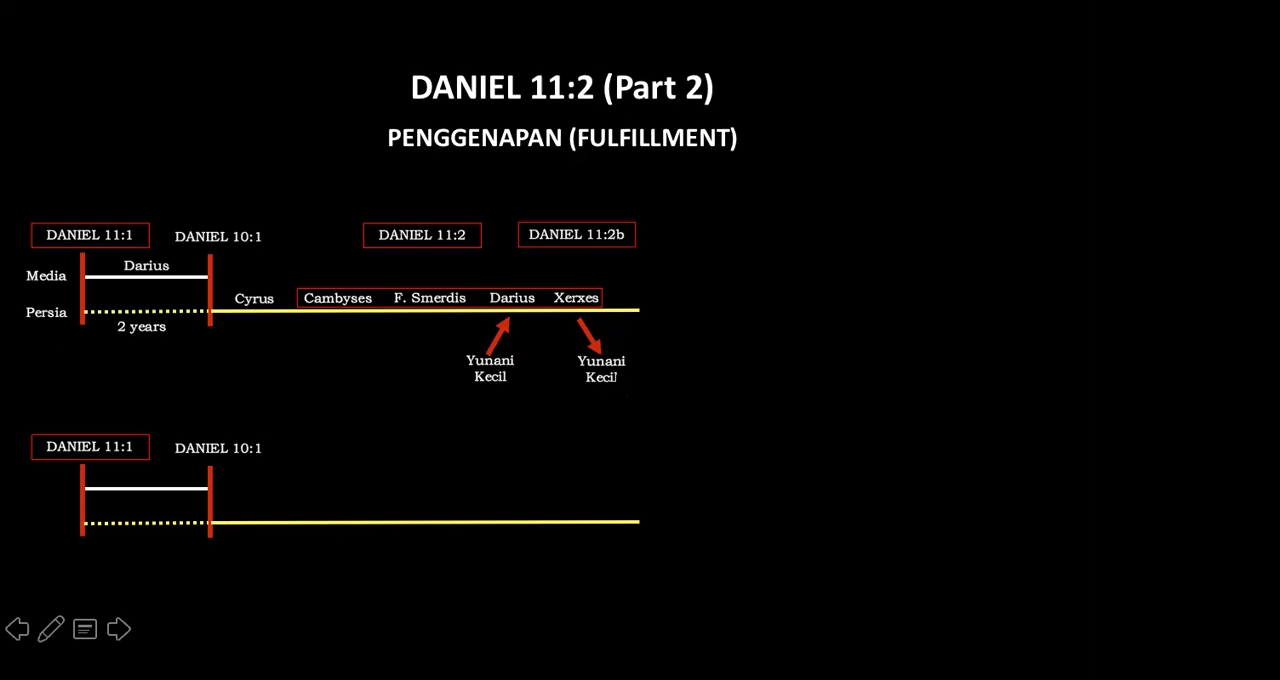 DANIEL 11:2 (Part 2)
PENGGENAPAN (FULFILLMENT)
DANIEL 11:1
DANIEL 10:1
DANIEL 11:2
DANIEL 11:2b
Media
Darius
Persia
2 years
Cyrus
Cambyses
F. Smerdis
Darius
Xerxes
Yunani
Kecil
Yunani
Kecil
DANIEL 11:1
DANIEL 10:1